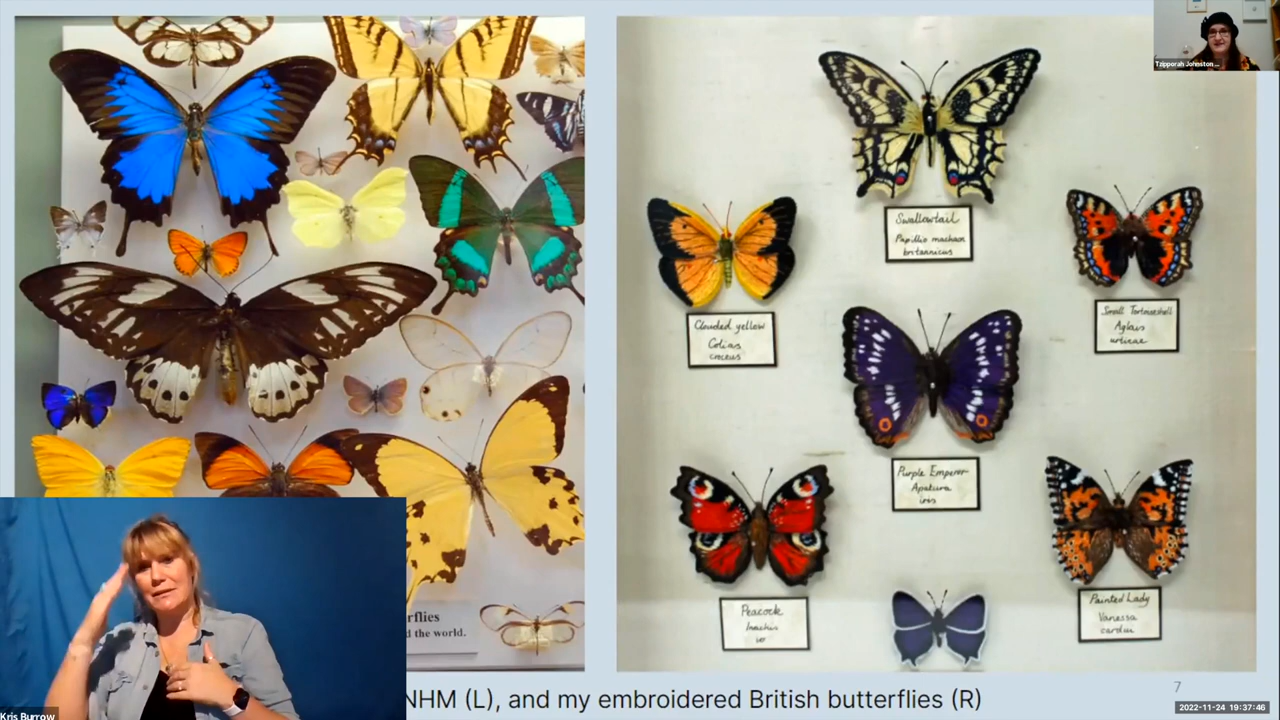 Tzipporah Johnston ...
Swallowtail
Papilio machaon
britannicus
Clouded yellow
Colias
croceus
Small Tortoiseshell
Aglais
urticae
Purple Emperor
Apatura
iris
Peacock
Inachis
io
Painted Lady
Vanessa
cardui
rflies
d the world.
NHM (L), and my embroidered British butterflies (R)
7
Kris Burrow
2022-11-24 19:37:46